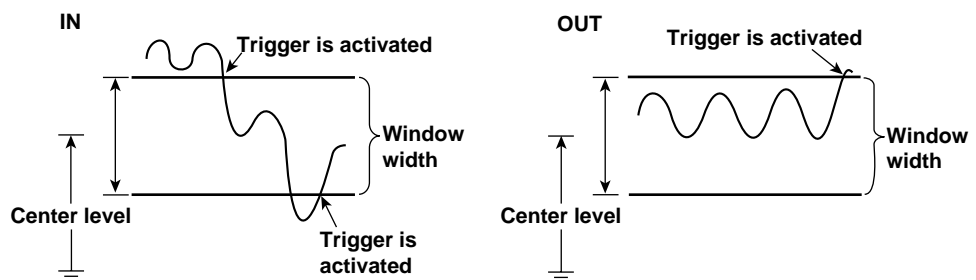 IN
Trigger is activated
Window
width
Center level
Trigger is
activated
OUT
Trigger is activated
Window
width
Center level